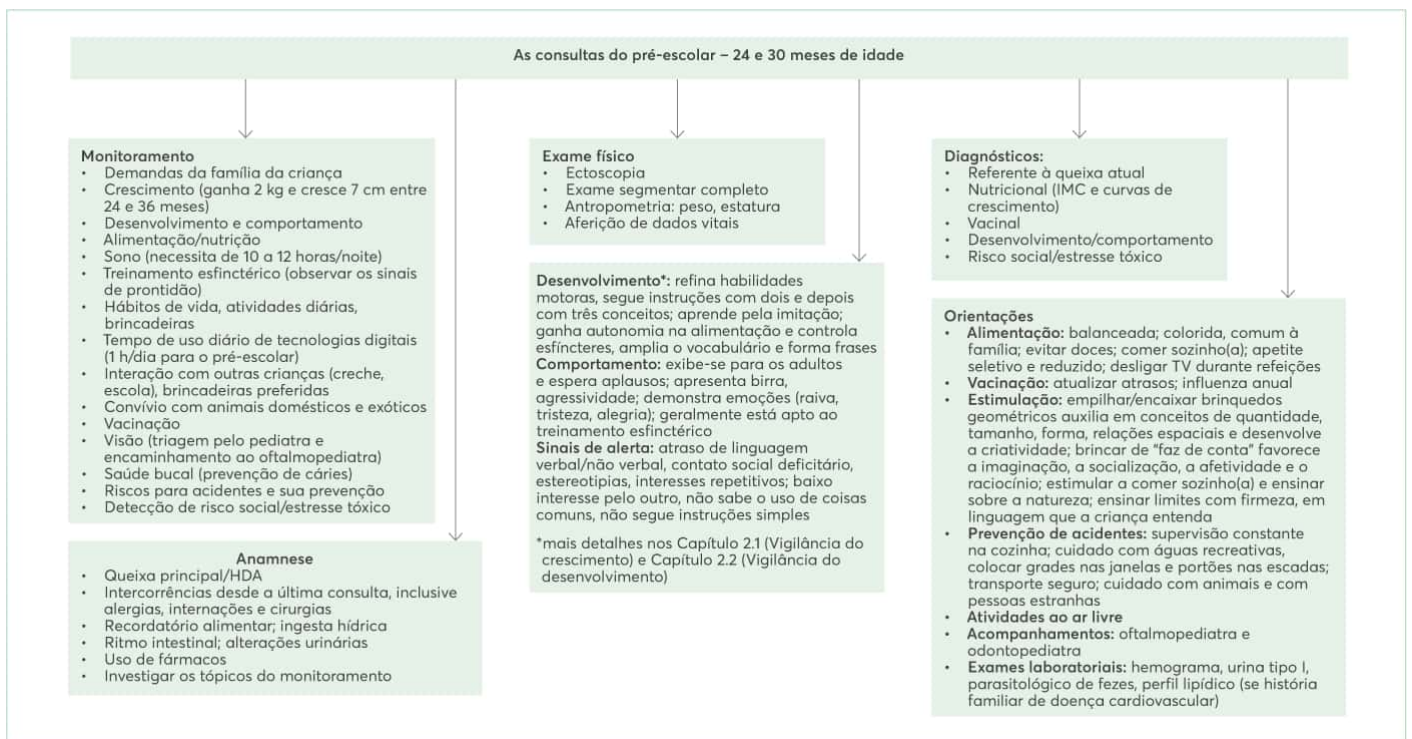 As consultas do pré-escolar – 24 e 30 meses de idade
Monitoramento
• Demandas da família da criança
• Crescimento (ganha 2 kg e cresce 7 cm entre
24 e 36 meses)
• Desenvolvimento e comportamento
• Alimentação/nutrição
• Sono (necessita de 10 a 12 horas/noite)
• Treinamento esfinctérico (observar os sinais
de prontidão)
• Hábitos de vida, atividades diárias,
brincadeiras
• Tempo de uso diário de tecnologias digitais
(1 h/dia para o pré-escolar)
• Interação com outras crianças (creche,
escola), brincadeiras preferidas
• Convívio com animais domésticos e exóticos
• Vacinação
• Visão (triagem pelo pediatra e
encaminhamento ao oftalmopediatra)
• Saúde bucal (prevenção de cáries)
• Riscos para acidentes e sua prevenção
• Detecção de risco social/estresse tóxico
Anamnese
• Queixa principal/HDA
• Intercorrências desde a última consulta, inclusive
alergias, internações e cirurgias
• Recordatório alimentar; ingesta hídrica
• Ritmo intestinal; alterações urinárias
• Uso de fármacos
• Investigar os tópicos do monitoramento
Exame físico
• Ectoscopia
• Exame segmentar completo
• Antropometria: peso, estatura
• Aferição de dados vitais
Desenvolvimento*: refina habilidades
motoras, segue instruções com dois e depois
com três conceitos; aprende pela imitação;
ganha autonomia na alimentação e controla
esfíncteres, amplia o vocabulário e forma frases
Comportamento: exibe-se para os adultos
e espera aplausos; apresenta birra,
agressividade; demonstra emoções (raiva,
tristeza, alegria); geralmente está apto ao
treinamento esfinctérico
Sinais de alerta: atraso de linguagem
verbal/não verbal, contato social deficitário,
estereotipias, interesses repetitivos; baixo
interesse pelo outro, não sabe o uso de coisas
comuns, não segue instruções simples
*mais detalhes nos Capítulo 2.1 (Vigilância do
crescimento) e Capítulo 2.2 (Vigilância do
desenvolvimento)
Diagnósticos:
• Referente à queixa atual
• Nutricional (IMC e curvas de
crescimento)
• Vacinal
• Desenvolvimento/comportamento
• Risco social/estresse tóxico
Orientações
• Alimentação: balanceada; colorida, comum à
família; evitar doces; comer sozinho(a); apetite
seletivo e reduzido; desligar TV durante refeições
• Vacinação: atualizar atrasos; influenza anual
• Estimulação: empilhar/encaixar brinquedos
geométricos auxilia em conceitos de quantidade,
tamanho, forma, relações espaciais e desenvolve
a criatividade; brincar de “faz de conta” favorece
a imaginação, a socialização, a afetividade e o
raciocínio; estimular a comer sozinho(a) e ensinar
sobre a natureza; ensinar limites com firmeza, em
linguagem que a criança entenda
• Prevenção de acidentes: supervisão constante
na cozinha; cuidado com águas recreativas,
colocar grades nas janelas e portões nas escadas;
transporte seguro; cuidado com animais e com
pessoas estranhas
• Atividades ao ar livre
• Acompanhamentos: oftalmopediatra e
odontopediatra
• Exames laboratoriais: hemograma, urina tipo I,
parasitológico de fezes, perfil lipídico (se história
familiar de doença cardiovascular)